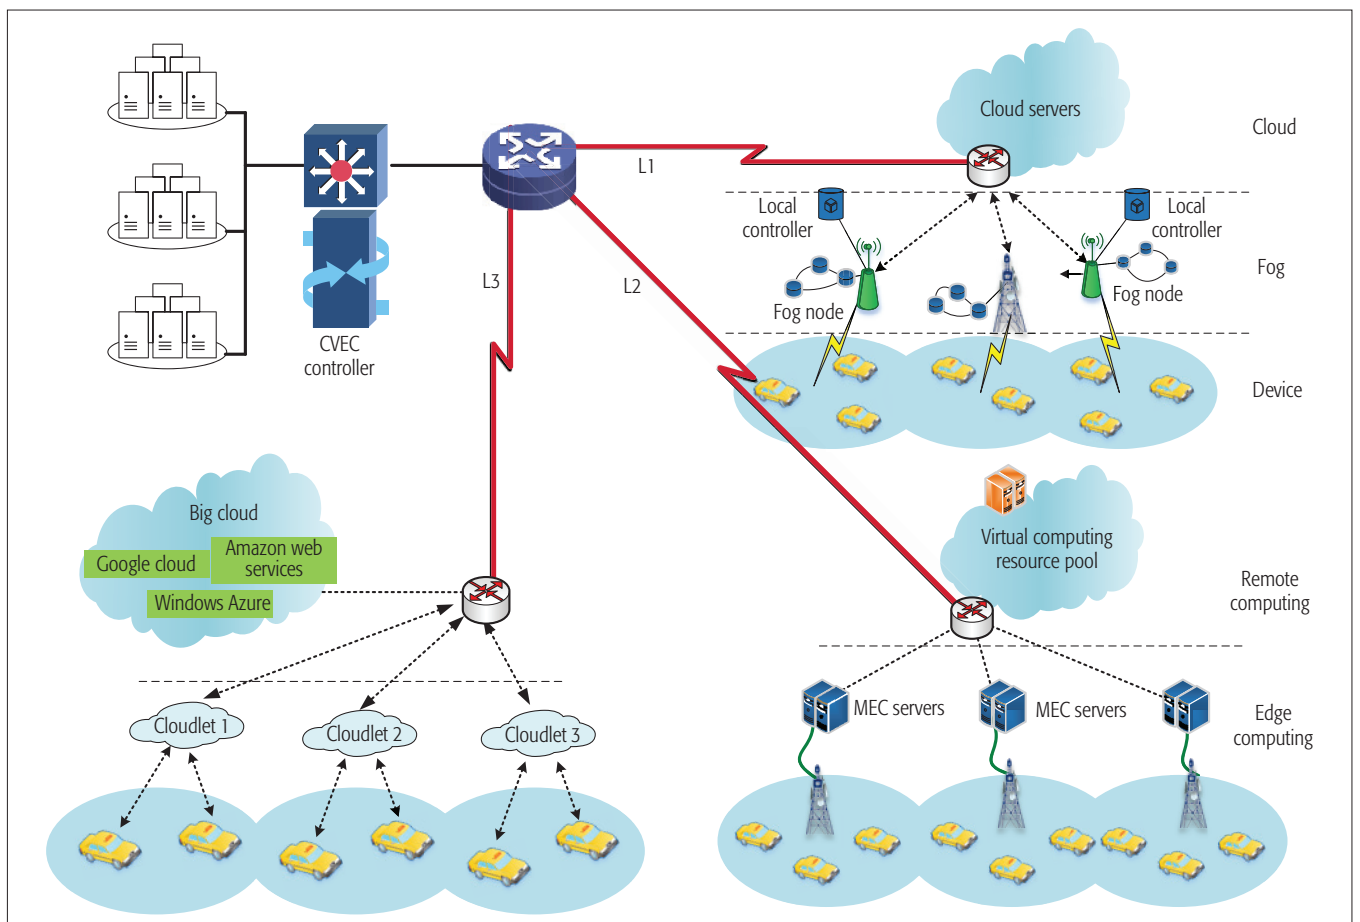 Cloud servers
Cloud
L1
Local
controller
Local
controller
L3
L2
Fog
Fog node
Fog node
CVEC
controller
Device
Big cloud
Google cloud
Amazon web
services
Windows Azure
Virtual computing
resource pool
Remote
computing
MEC servers
MEC servers
Edge
computing
Cloudlet 1
Cloudlet 2
Cloudlet 3